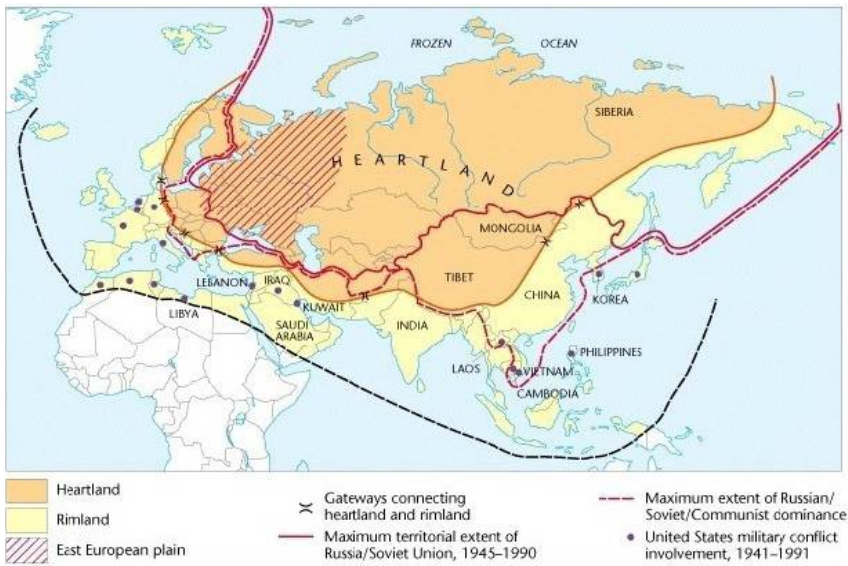 FROZEN OCEAN
SIBERIA
HEARTLAND
MONGOLIA
TIBET
LEBANON
IRAQ
CHINA
KUWAIT
KOREA
LIBYA
INDIA
SAUDI
ARABIA
PHILIPPINES
LAOS
VIETNAM
CAMBODIA
Heartland
Rimland
East European plain
Gateways connecting
heartland and rimland
Maximum territorial extent of
Russia/Soviet Union, 1945–1990
Maximum extent of Russian/
Soviet/Communist dominance
United States military conflict
involvement, 1941–1991